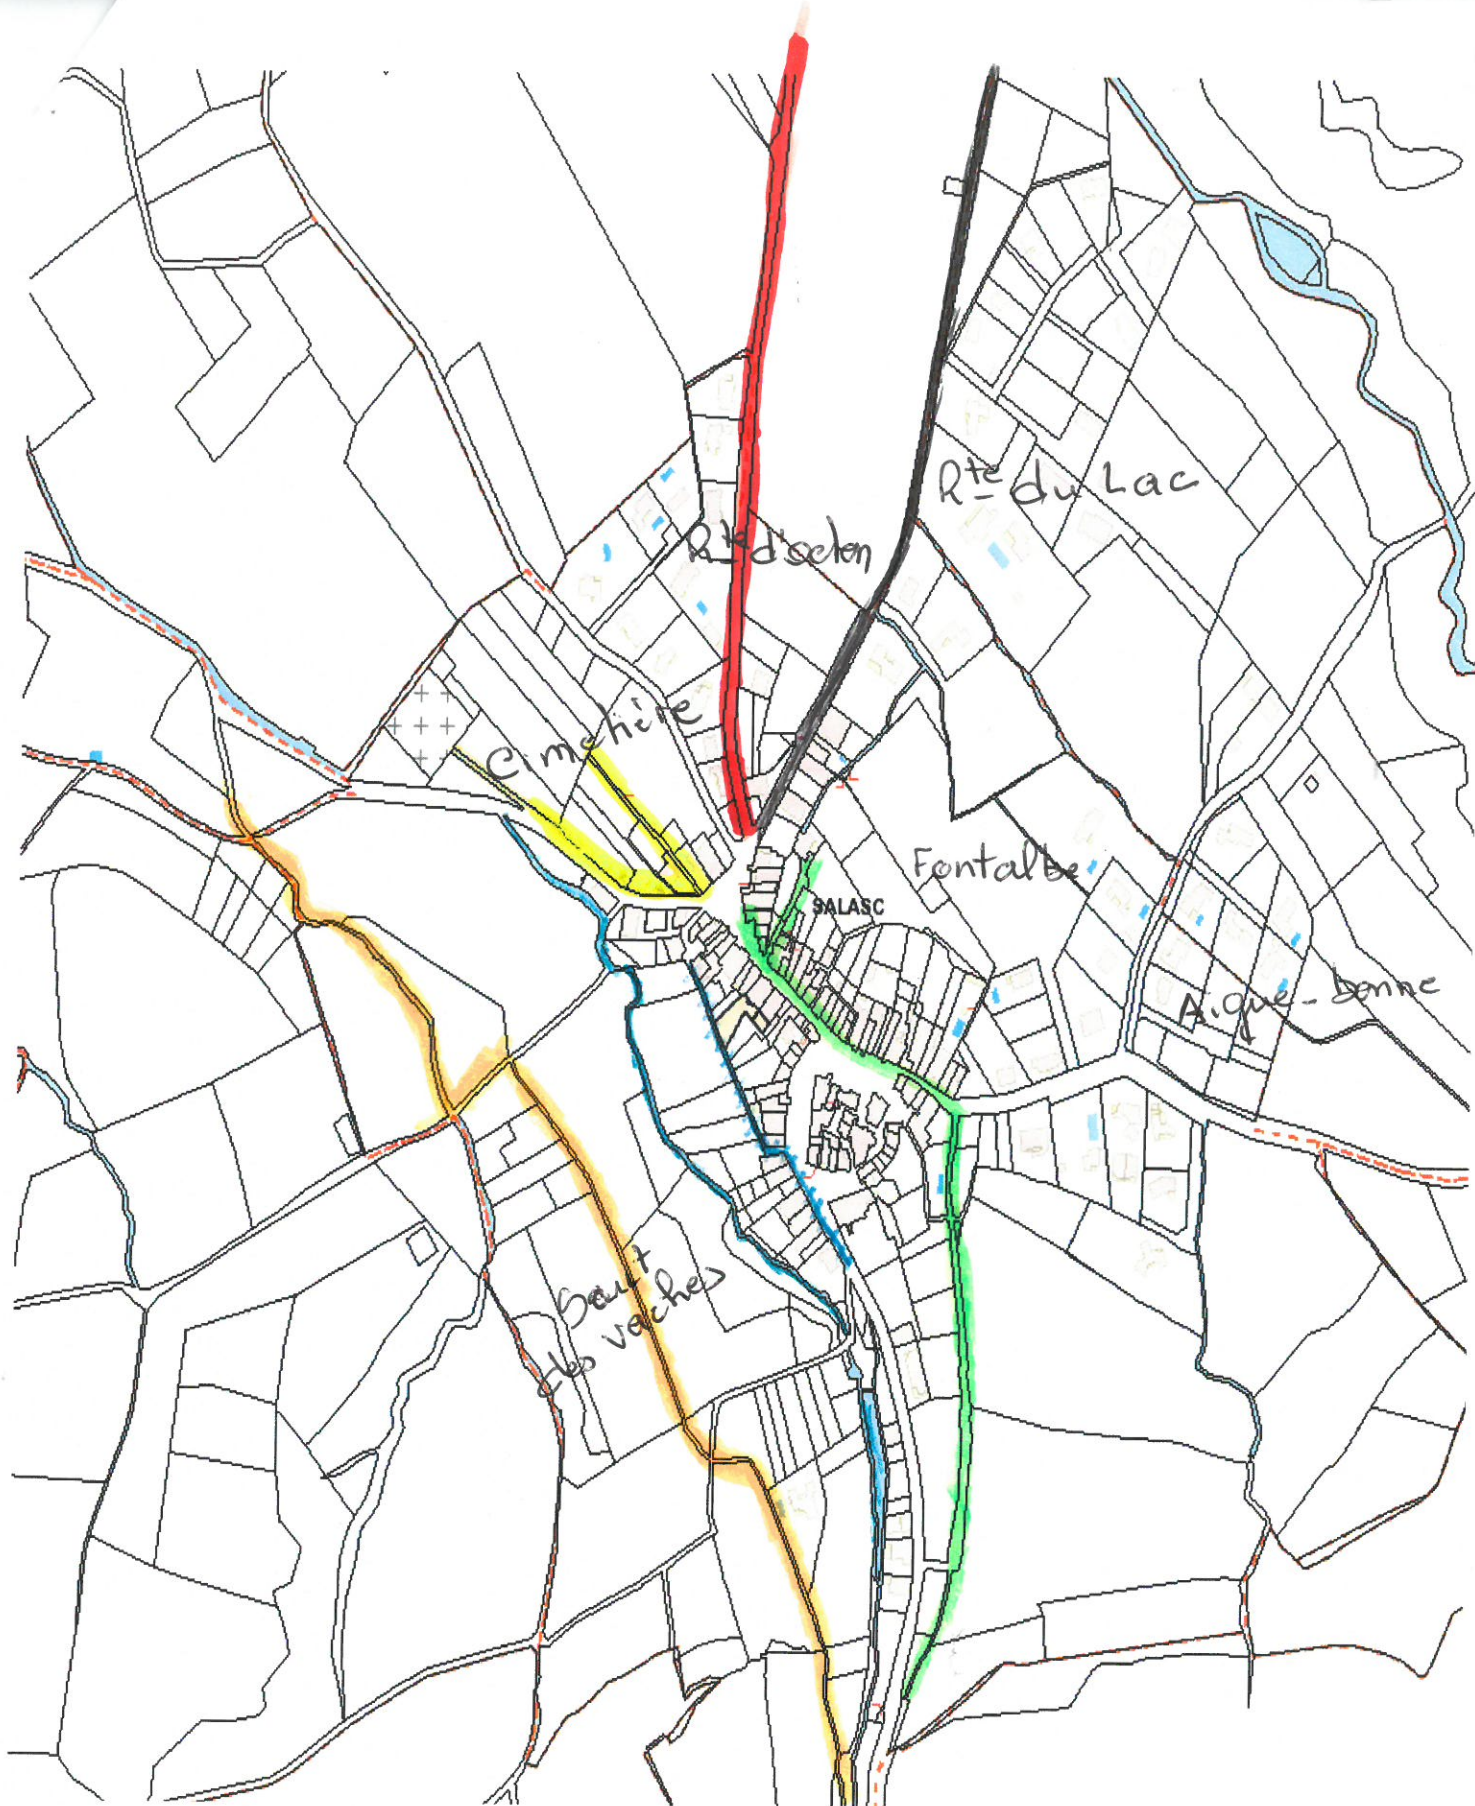 Rte du Lac
Rte d'octon
Cimetière
Fontalbe
SALASC
Aigue-bonne
Saut
des vaches